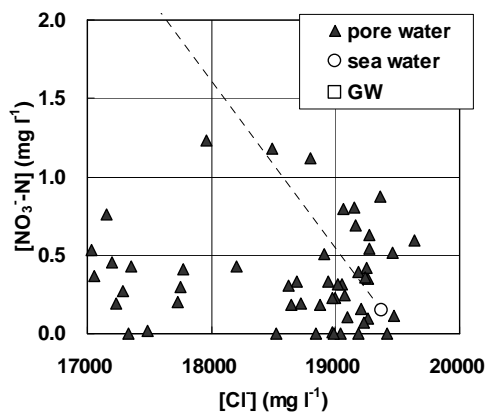 2.0
1.5
1.0
0.5
0.0
[NO₃⁻-N] (mg l⁻¹)
pore water
sea water
GW
17000 18000 19000 20000
[Cl⁻] (mg l⁻¹)